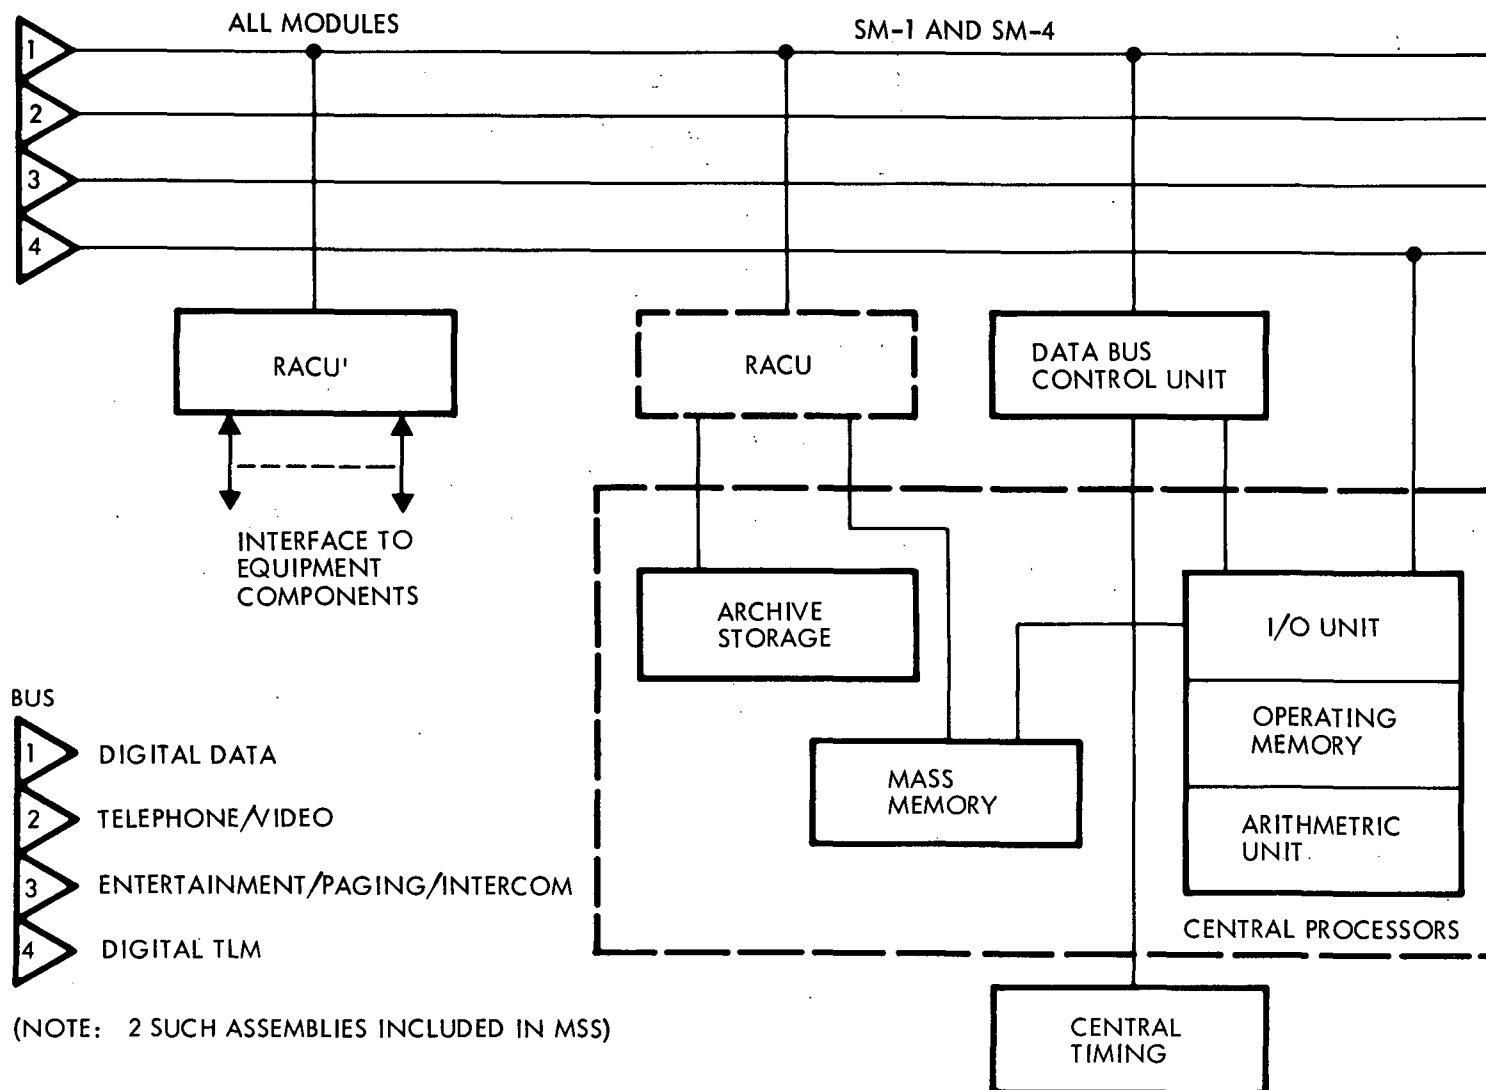 ALL MODULES
SM-1 AND SM-4
1
2
3
4
RACU'
RACU
DATA BUS
CONTROL UNIT
INTERFACE TO
EQUIPMENT
COMPONENTS
ARCHIVE
STORAGE
I/O UNIT
OPERATING
MEMORY
MASS
MEMORY
ARITHMETRIC
UNIT
CENTRAL PROCESSORS
BUS
1 DIGITAL DATA
2 TELEPHONE/VIDEO
3 ENTERTAINMENT/PAGING/INTERCOM
4 DIGITAL TLM
(NOTE: 2 SUCH ASSEMBLIES INCLUDED IN MSS)
CENTRAL
TIMING